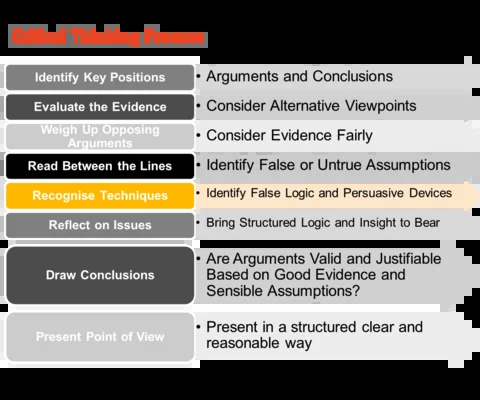 Critical Thinking Process
Identify Key Positions
• Arguments and Conclusions
Evaluate the Evidence
• Consider Alternative Viewpoints
Weigh Up Opposing
Arguments
• Consider Evidence Fairly
Read Between the Lines
• Identify False or Untrue Assumptions
Recognise Techniques
• Identify False Logic and Persuasive Devices
Reflect on Issues
• Bring Structured Logic and Insight to Bear
Draw Conclusions
• Are Arguments Valid and Justifiable
Based on Good Evidence and
Sensible Assumptions?
Present Point of View
• Present in a structured clear and
reasonable way